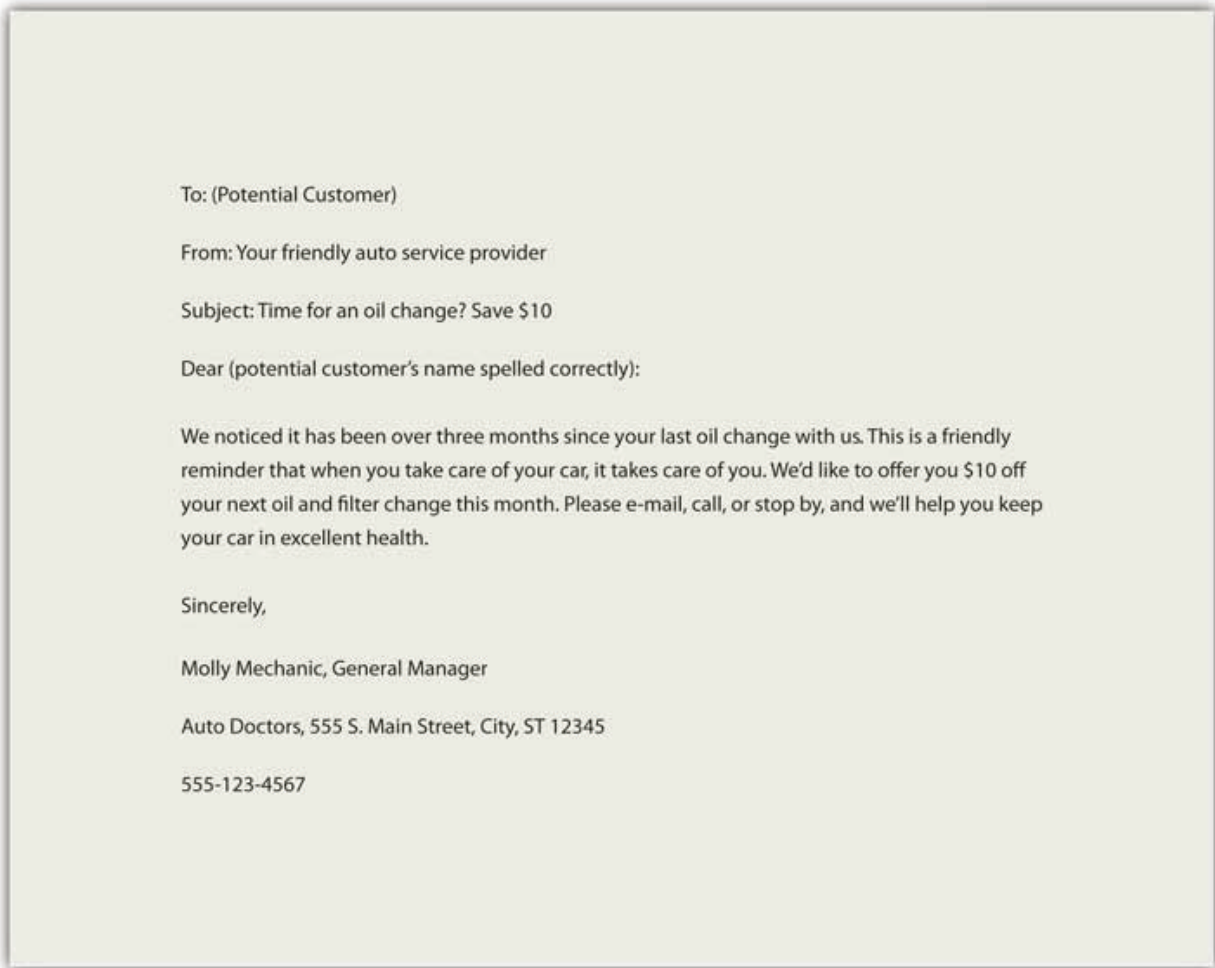 To: (Potential Customer)
From: Your friendly auto service provider
Subject: Time for an oil change? Save $10
Dear (potential customer’s name spelled correctly):
We noticed it has been over three months since your last oil change with us. This is a friendly
reminder that when you take care of your car, it takes care of you. We’d like to offer you $10 off
your next oil and filter change this month. Please e-mail, call, or stop by, and we’ll help you keep
your car in excellent health.
Sincerely,
Molly Mechanic, General Manager
Auto Doctors, 555 S. Main Street, City, ST 12345
555-123-4567